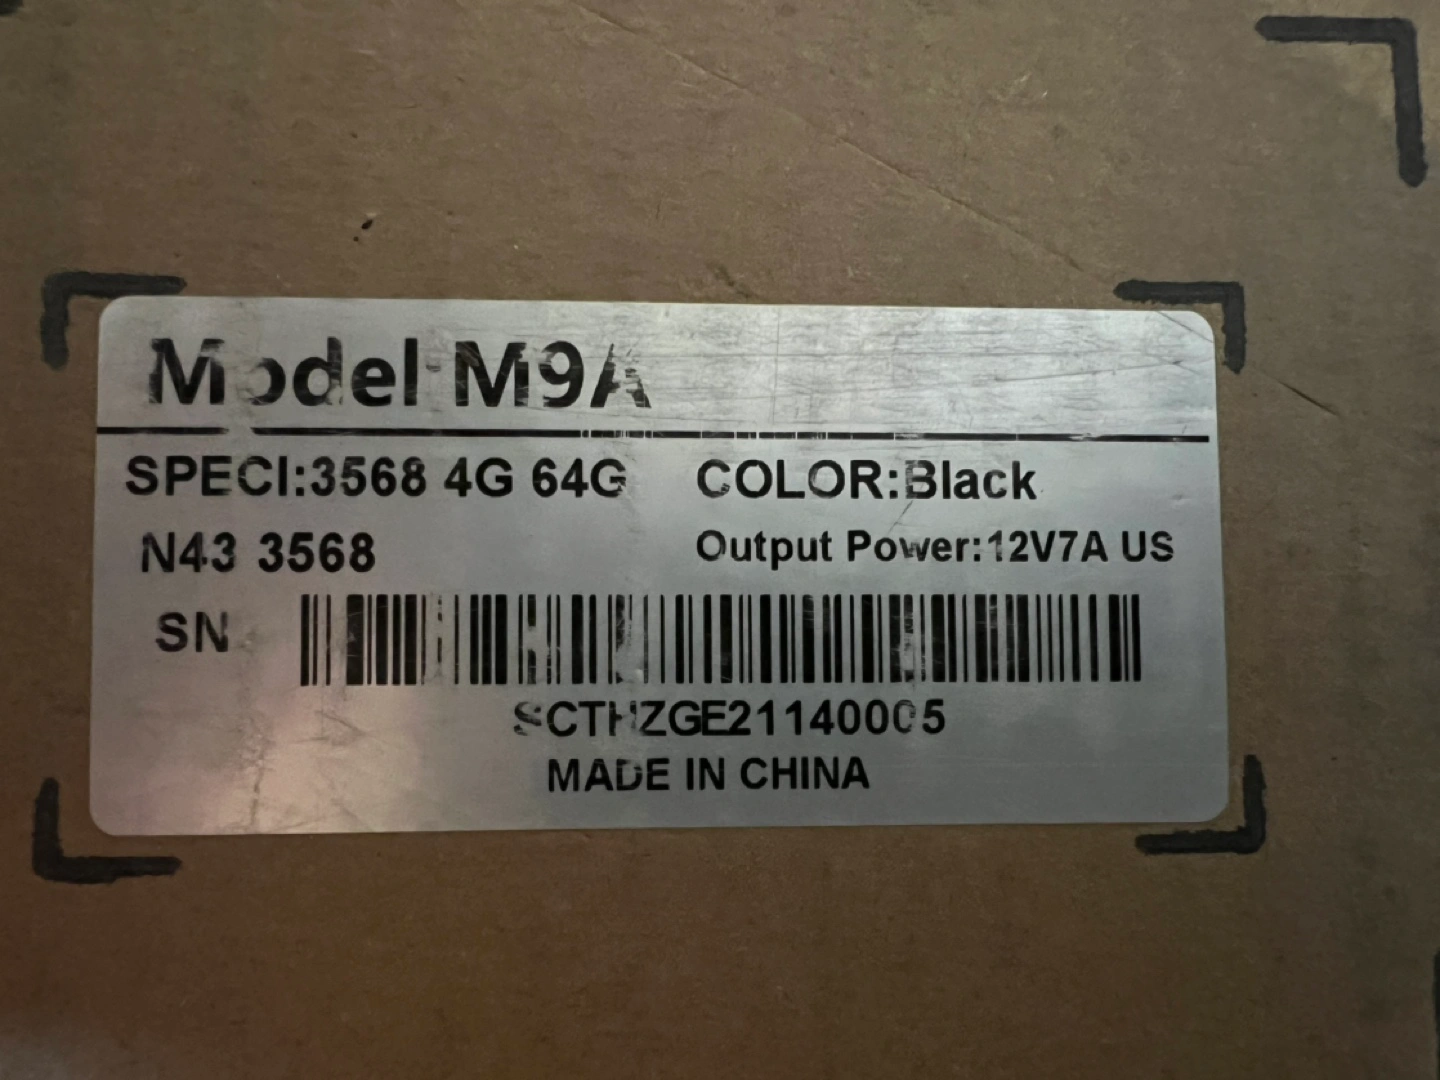 Model M9A
SPECI:3568 4G 64G COLOR:Black
N43 3568 Output Power:12V7A US
SN
SCTHZGE21140005
MADE IN CHINA